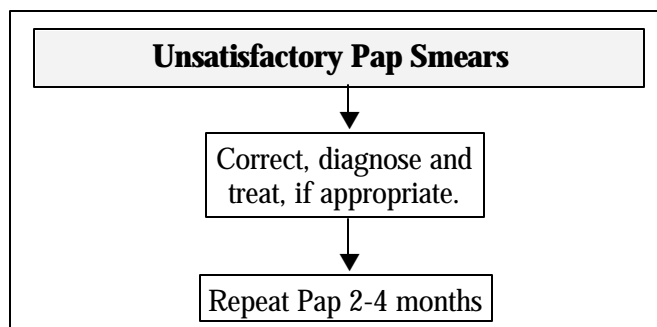 Unsatisfactory Pap Smears
Correct, diagnose and
treat, if appropriate.
Repeat Pap 2-4 months